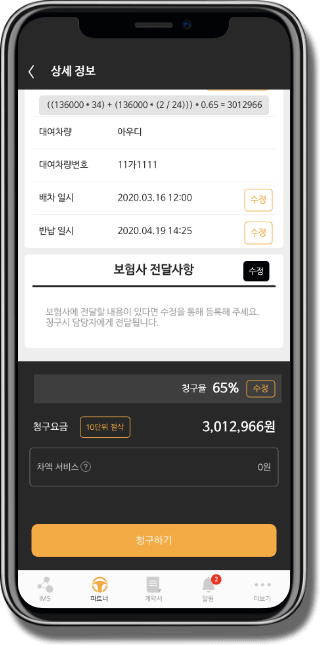 상세 정보
((136000 * 34) + (136000 * (2 / 24))) * 0.65 = 3012966
대여차량 아우디
대여차량번호 11가1111
배차 일시 2020.03.16 12:00 수정
반납 일시 2020.04.19 14:25 수정
보험사 전달사항 수정
보험사에 전달할 내용이 있다면 수정을 통해 등록해 주세요.
청구시 담당자에게 전달됩니다.
청구율 65% 수정
청구요금 10단위 절삭 3,012,966원
차액 서비스 ? 0원
청구하기
2
IMS 파트너 계약서 알림 더보기